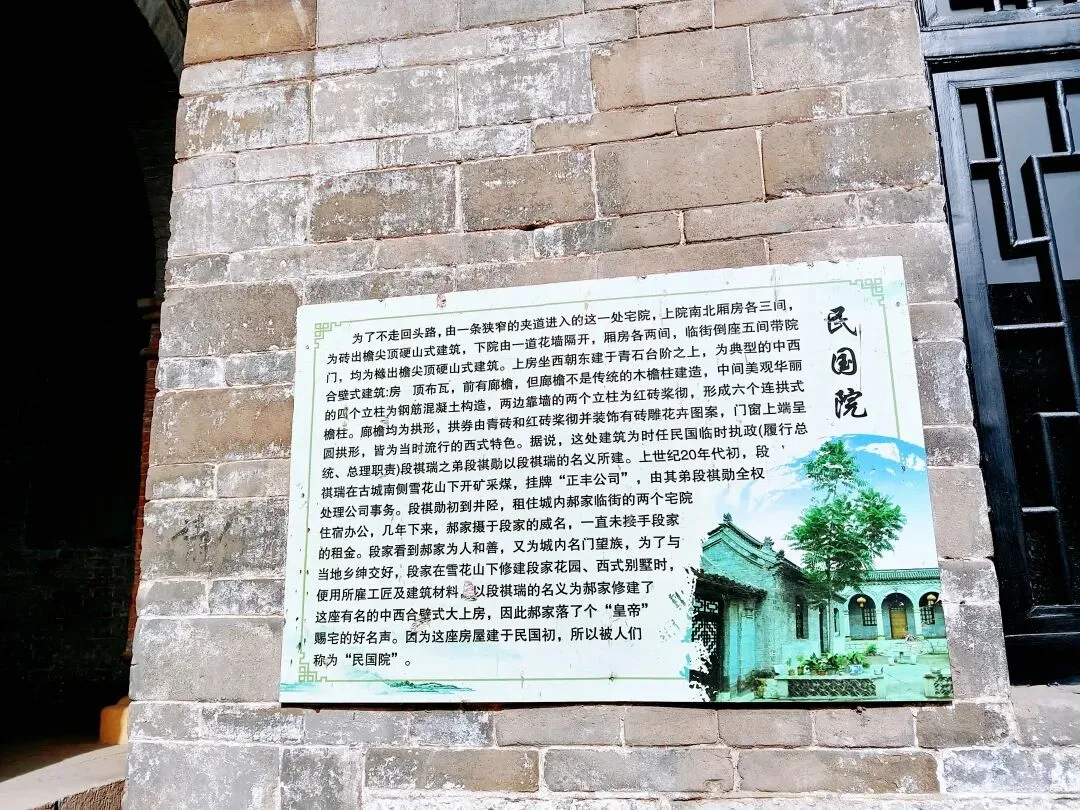 民国院
为了不走回头路，由一条狭窄的夹道进入的这一处宅院，上院南北厢房各三间，
为砖出檐尖顶硬山式建筑，下院由一道花墙隔开，厢房各两间，临街倒座五间带院
门，均为橼出檐尖顶硬山式建筑。上房坐西朝东建于青石台阶之上，为典型的中西
合壁式建筑:房 顶布瓦，前有廊檐，但廊檐不是传统的木檐柱建造，中间美观华丽
的四个立柱为钢筋混凝土构造，两边靠墙的两个立柱为红砖桨彻，形成六个连拱式
檐柱。廊檐均为拱形，拱券由青砖和红砖桨彻并装饰有砖雕花卉图案，门窗上端呈
圆拱形，皆为当时流行的西式特色。据说，这处建筑为时任民国临时执政(履行总
统、总理职责)段祺瑞之弟段祺勋以段祺瑞的名义所建。上世纪20年代初，段
祺瑞在古城南侧雪花山下开矿采煤，挂牌“正丰公司”，由其弟段祺勋全权
处理公司事务。段祺勋初到井陉，租住城内郝家临街的两个宅院
住宿办公，几年下来，郝家摄于段家的威名，一直未接手段家
的租金。段家看到郝家为人和善，又为城内名门望族，为了与
当地乡绅交好，段家在雪花山下修建段家花园、西式别墅时，
便用所雇工匠及建筑材料，以段祺瑞的名义为郝家修建了
这座有名的中西合壁式大上房，因此郝家落了个“皇帝”
赐宅的好名声。因为这座房屋建于民国初，所以被人们
称为“民国院”。